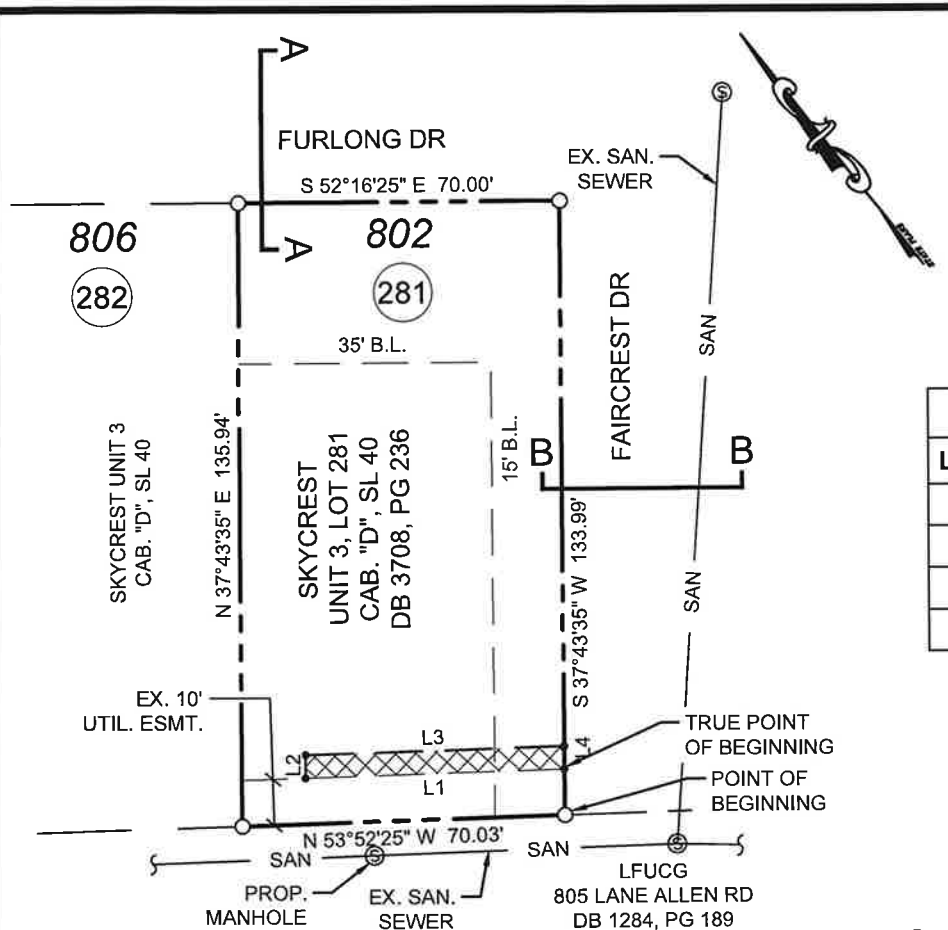 A
FURLONG DR
S 52°16'25" E 70.00'
A
EX. SAN.
SEWER
S
806
282
802
281
35' B.L.
15' B.L.
FAIRCREST DR
SAN
SKYCREST UNIT 3
CAB. "D", SL 40
N 37°43'35" E 135.94'
SKYCREST
UNIT 3, LOT 281
CAB. "D", SL 40
DB 3708, PG 236
B
B
S 37°43'35" W 133.99'
SAN
L
EX. 10'
UTIL. ESMT.
L2
L3
L1
L4
TRUE POINT
OF BEGINNING
POINT OF
BEGINNING
N 53°52'25" W 70.03'
SAN
S
SAN
S
PROP.
MANHOLE
EX. SAN.
SEWER
LFUCG
805 LANE ALLEN RD
DB 1284, PG 189